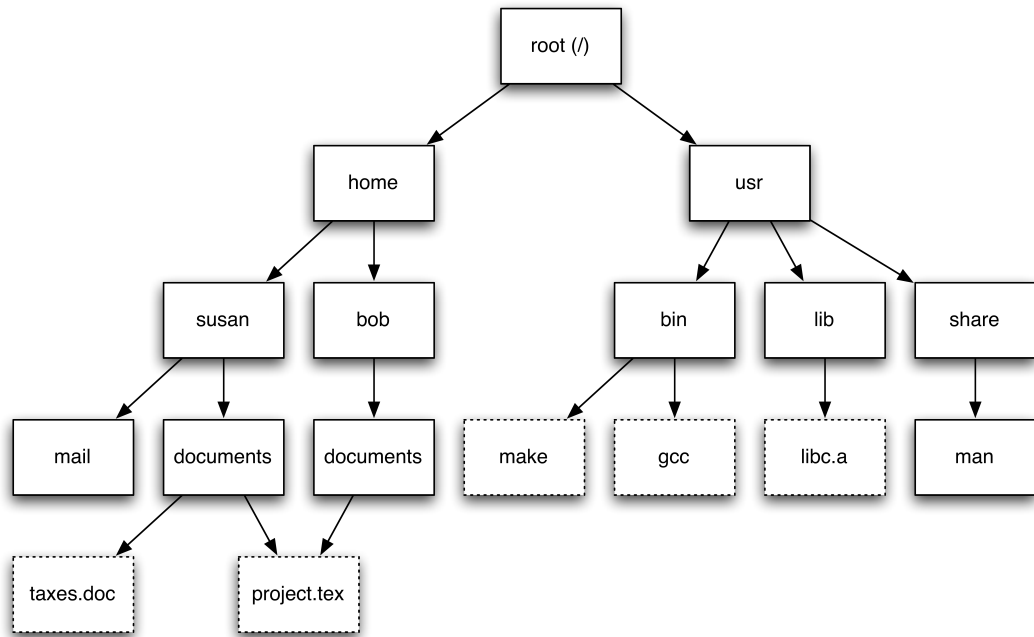 root (/)
home
usr
susan
bob
bin
lib
share
mail
documents
documents
make
gcc
libc.a
man
taxes.doc
project.tex